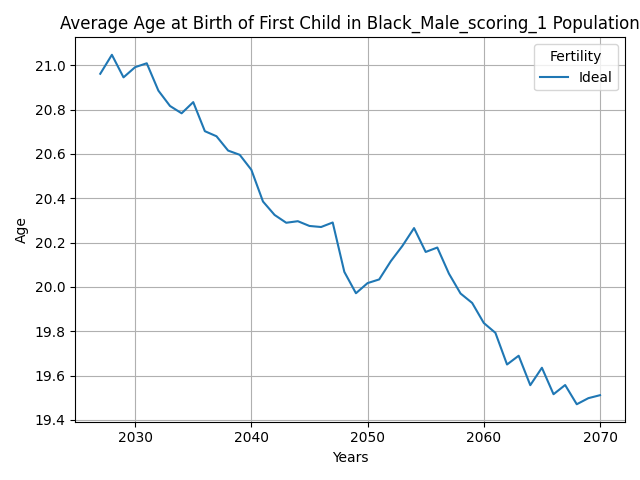 Average Age at Birth of First Child in Black_Male_scoring_1 Population
Fertility
Ideal
21.0
20.8
20.6
20.4
20.2
20.0
19.8
19.6
19.4
Age
2030 2040 2050 2060 2070
Years